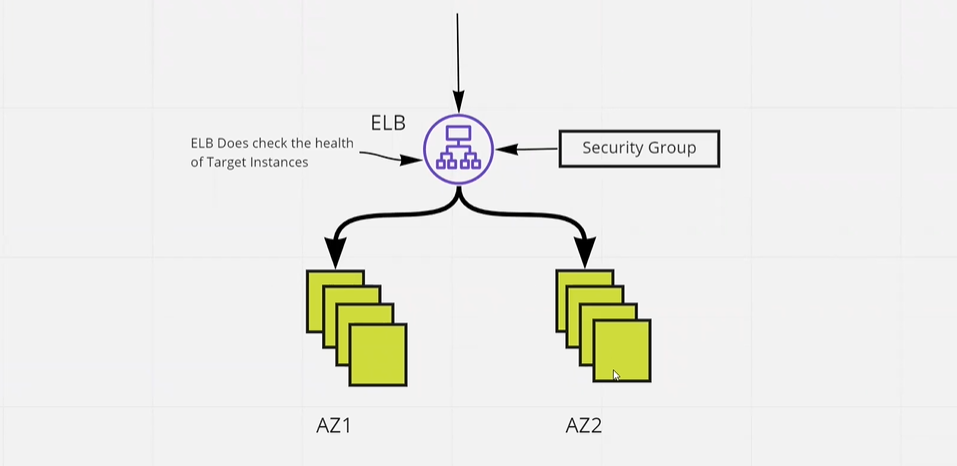 ELB
ELB Does check the health
of Target Instances
Security Group
AZ1
AZ2